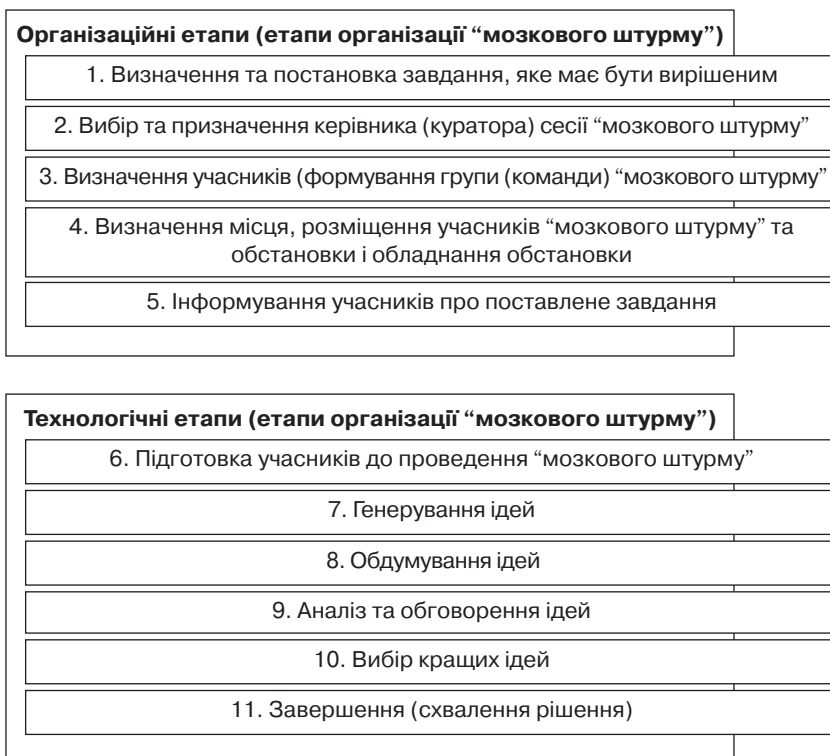 Організаційні етапи (етапи організації “мозкового штурму”)
1. Визначення та постановка завдання, яке має бути вирішеним
2. Вибір та призначення керівника (куратора) сесії “мозкового штурму”
3. Визначення учасників (формування групи (команди) “мозкового штурму”
4. Визначення місця, розміщення учасників “мозкового штурму” та
обстановки і обладнання обстановки
5. Інформування учасників про поставлене завдання
Технологічні етапи (етапи організації “мозкового штурму”)
6. Підготовка учасників до проведення “мозкового штурму”
7. Генерування ідей
8. Обдумування ідей
9. Аналіз та обговорення ідей
10. Вибір кращих ідей
11. Завершення (схвалення рішення)